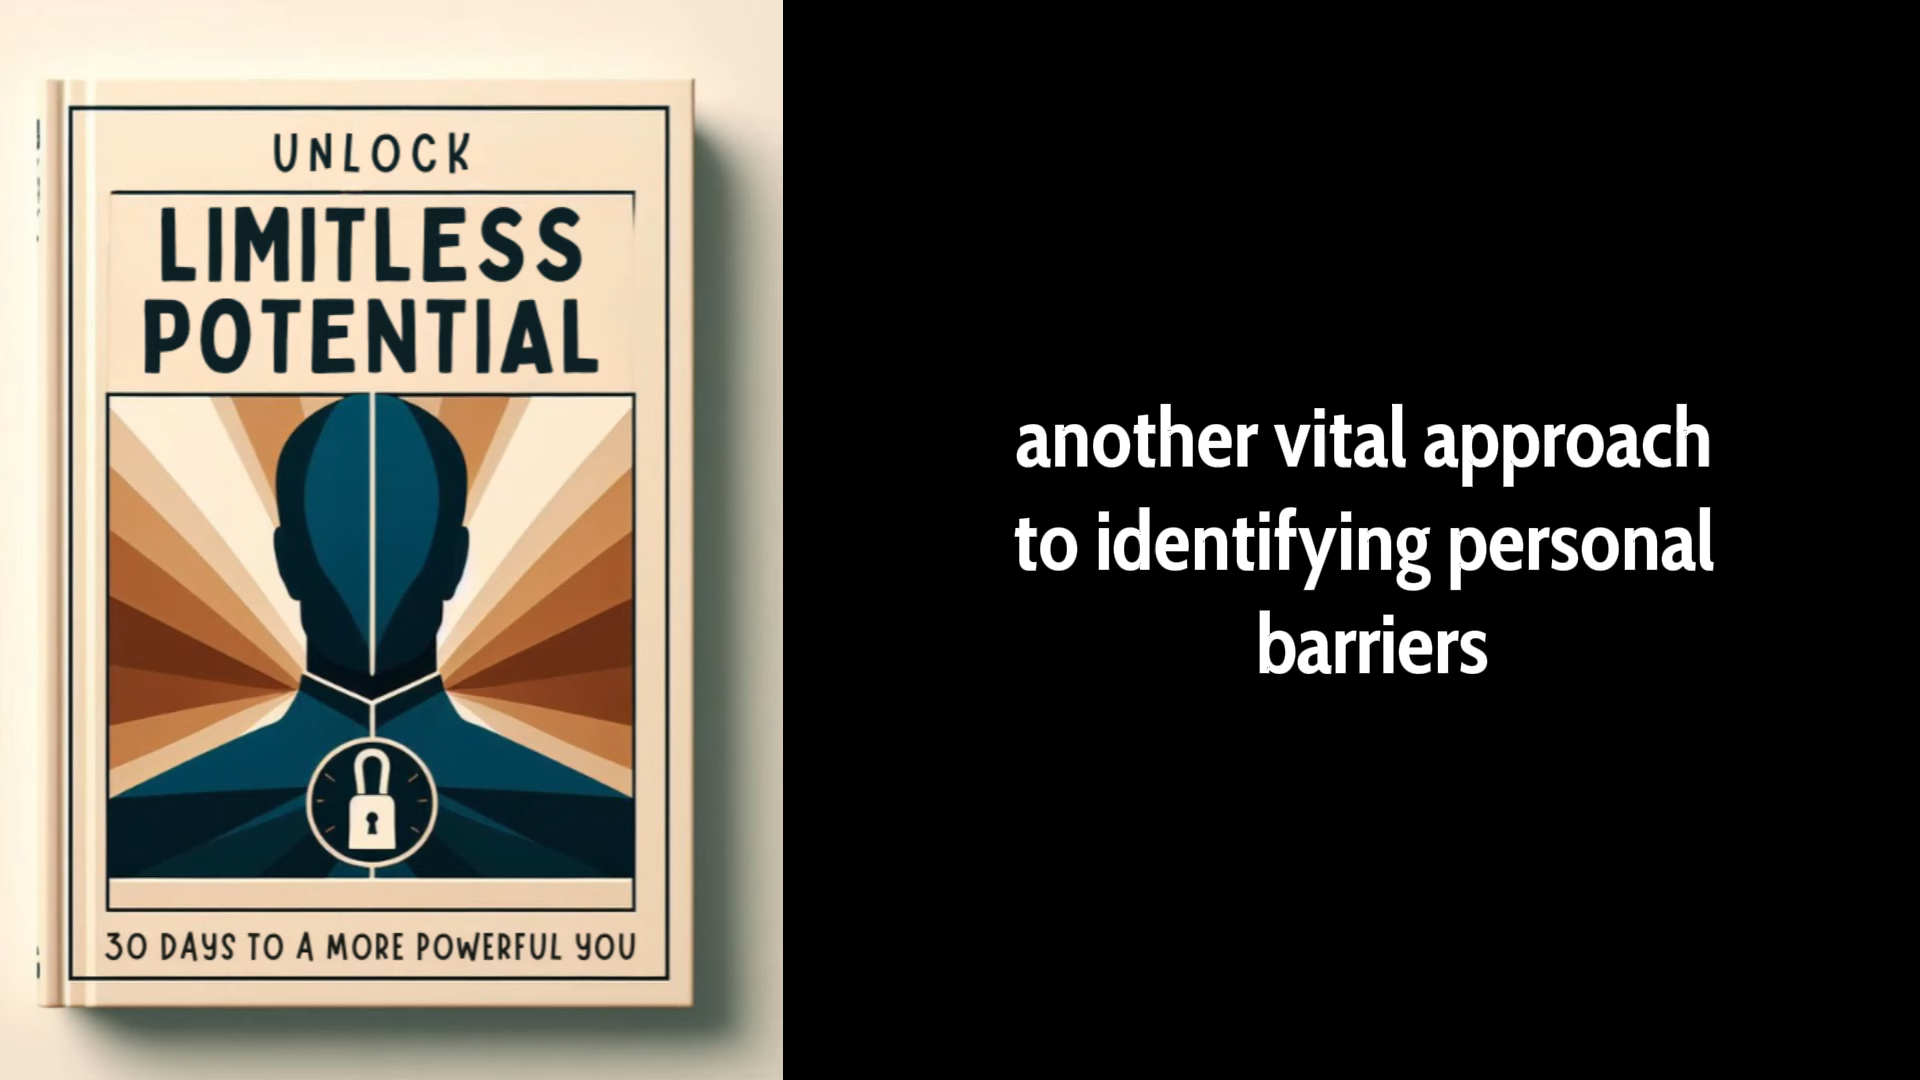 UNLOCK
LIMITLESS
POTENTIAL
30 DAYS TO A MORE POWERFUL YOU
another vital approach
to identifying personal
barriers